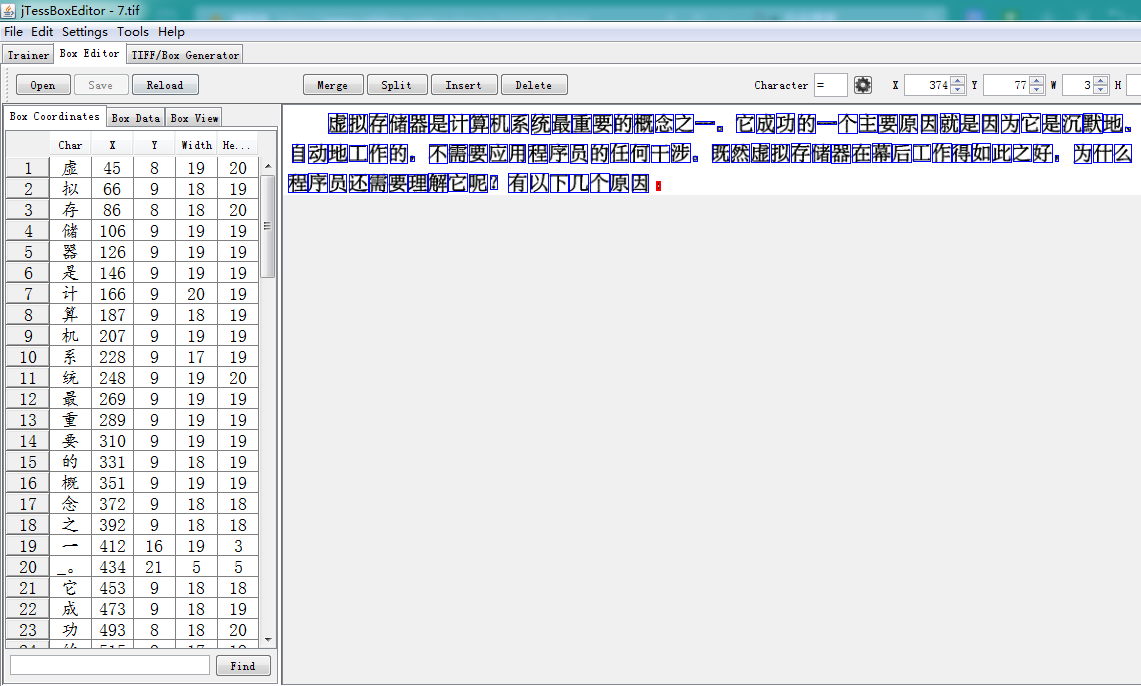 jTessBoxEditor - 7.tif
File Edit Settings Tools Help
Trainer Box Editor TIFF/Box Generator
Open Save Reload Merge Split Insert Delete Character = X 374 Y 77 W 3 H
Box Coordinates Box Data Box View
Char X Y Width He...
1 虚 45 8 19 20
2 拟 66 9 18 19
3 存 86 8 18 20
4 储 106 9 19 19
5 器 126 9 19 19
6 是 146 9 19 19
7 计 166 9 20 19
8 算 187 9 18 19
9 机 207 9 19 19
10 系 228 9 17 19
11 统 248 9 19 20
12 最 269 9 19 19
13 重 289 9 19 19
14 要 310 9 19 19
15 的 331 9 18 19
16 概 351 9 19 19
17 念 372 9 18 18
18 之 392 9 18 18
19 一 412 16 19 3
20 _。 434 21 5 5
21 它 453 9 18 18
22 成 473 9 18 19
23 功 493 8 18 20
Find
虚拟存储器是计算机系统最重要的概念之一。它成功的一个主要原因就是因为它是沉默地、
自动地工作的，不需要应用程序员的任何干涉。既然虚拟存储器在幕后工作得如此之好，为什么
程序员还需要理解它呢？有以下几个原因：